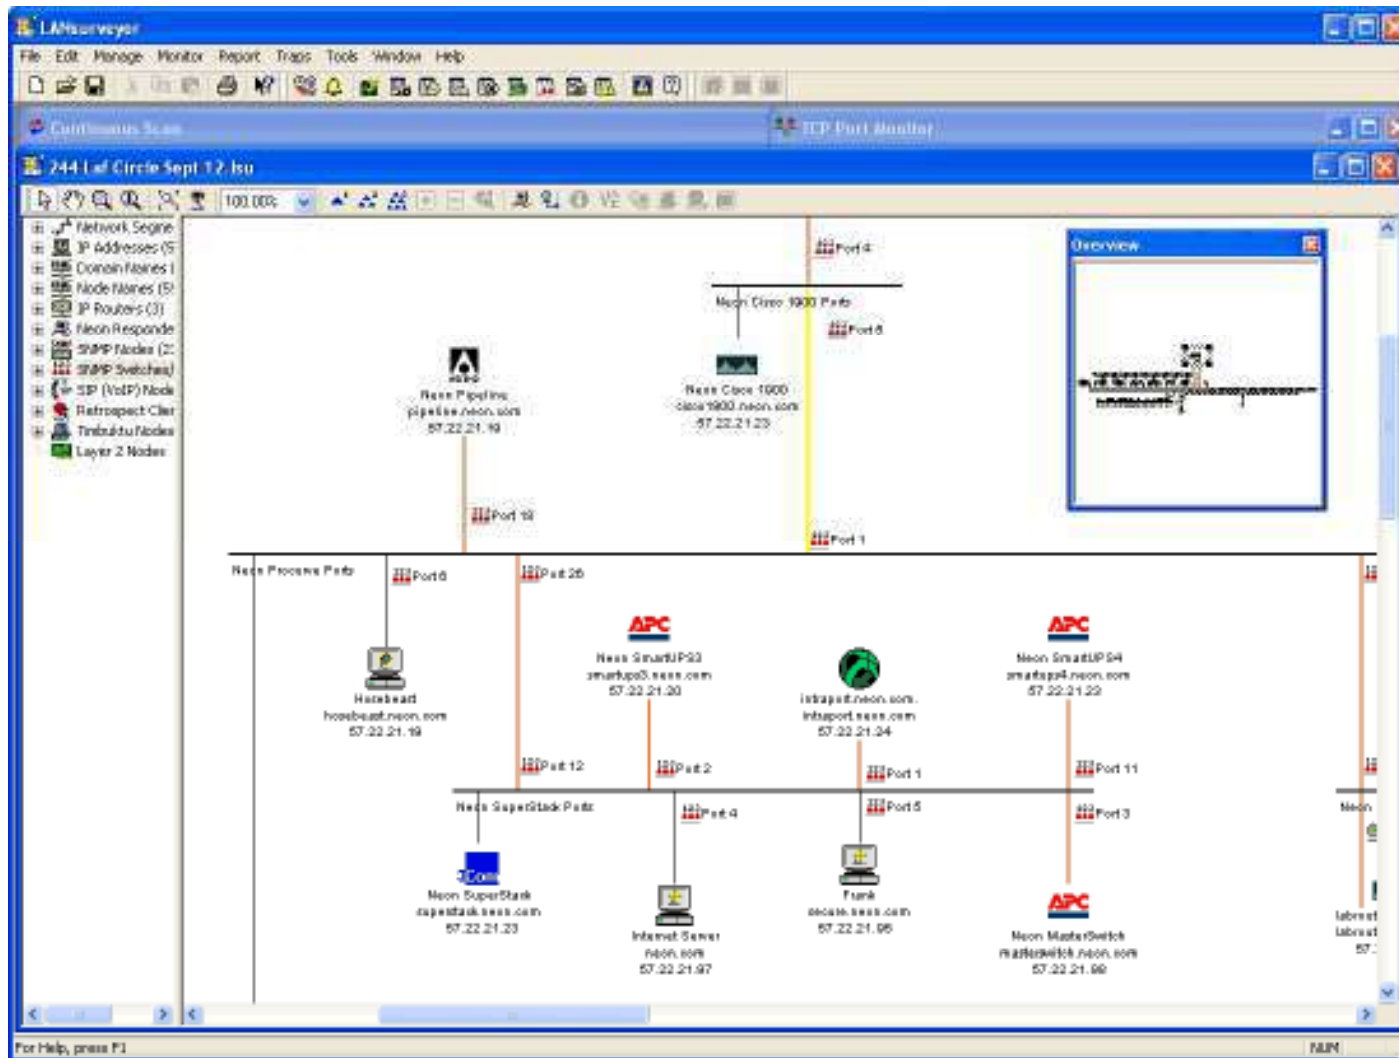 LANsurveyor
File Edit Manage Monitor Report Traps Tools Window Help
Continuous Scan
TCP Port Monitor
244 Laf Circle Sept 12.lsu
100.00%
Network Segme
IP Addresses (5
Domain Names (
Node Names (5
IP Routers (3)
Neon Responde
SNMP Nodes (2
SNMP Switches/
SIP (VoIP) Node
Retrospect Clier
Timbuktu Nodes
Layer 2 Nodes
Overview
Port 4
Neon Cisco 1900 Ports
Port 8
Neon Pipeline
pipeline.neon.com
57.22.21.19
Neon Cisco 1900
cisco1900.neon.com
57.22.21.23
Port 18
Port 1
Neon Procurve Ports
Port 6
Port 26
APC
Neon SmartUPS3
smartups3.neon.com
57.22.21.20
APC
Neon SmartUPS4
smartups4.neon.com
57.22.21.23
Hosebeast
hosebeast.neon.com
57.22.21.19
intraport.neon.com.
intraport.neon.com
57.22.21.24
Port 12
Port 2
Port 1
Port 11
Neon SuperStack Ports
Port 4
Port 5
Port 3
Neon
3Com
Neon SuperStack
superstack.neon.com
57.22.21.23
Internet Server
neon.com
57.22.21.97
Frank
secure.neon.com
57.22.21.95
APC
Neon MasterSwitch
masterswitch.neon.com
57.22.21.98
labrout
labrout
57.
For Help, press F1
NUM